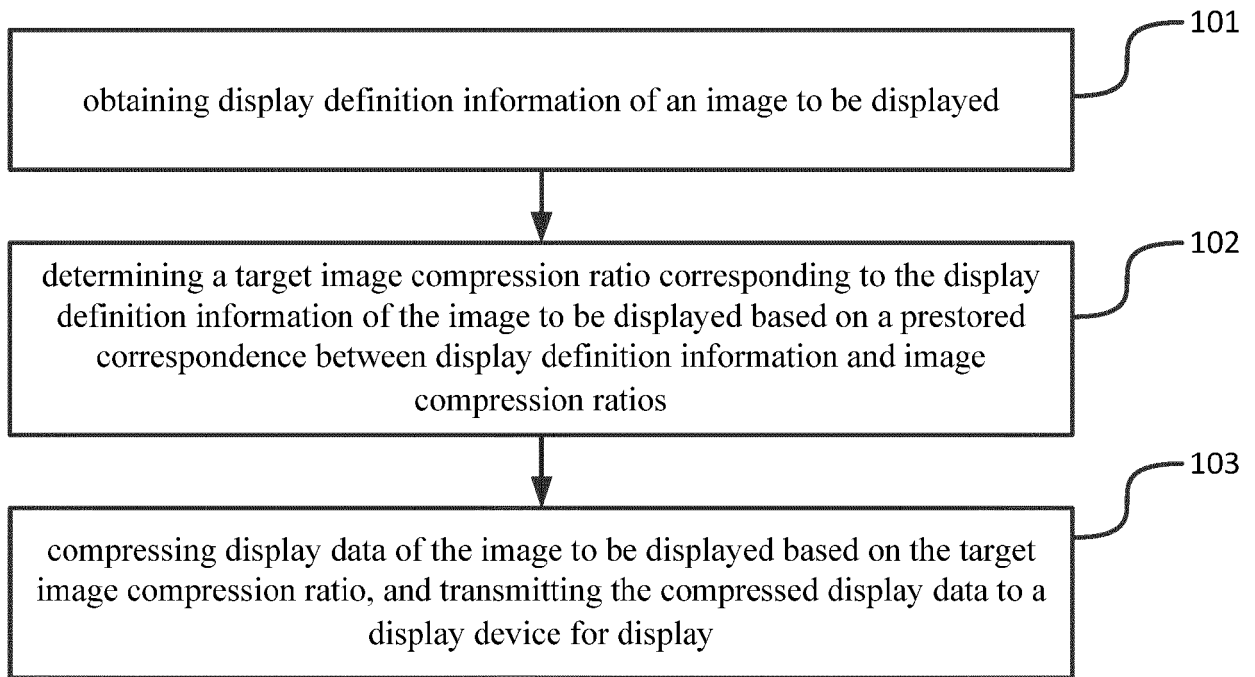 101
obtaining display definition information of an image to be displayed
102
determining a target image compression ratio corresponding to the display
definition information of the image to be displayed based on a prestored
correspondence between display definition information and image
compression ratios
103
compressing display data of the image to be displayed based on the target
image compression ratio, and transmitting the compressed display data to a
display device for display